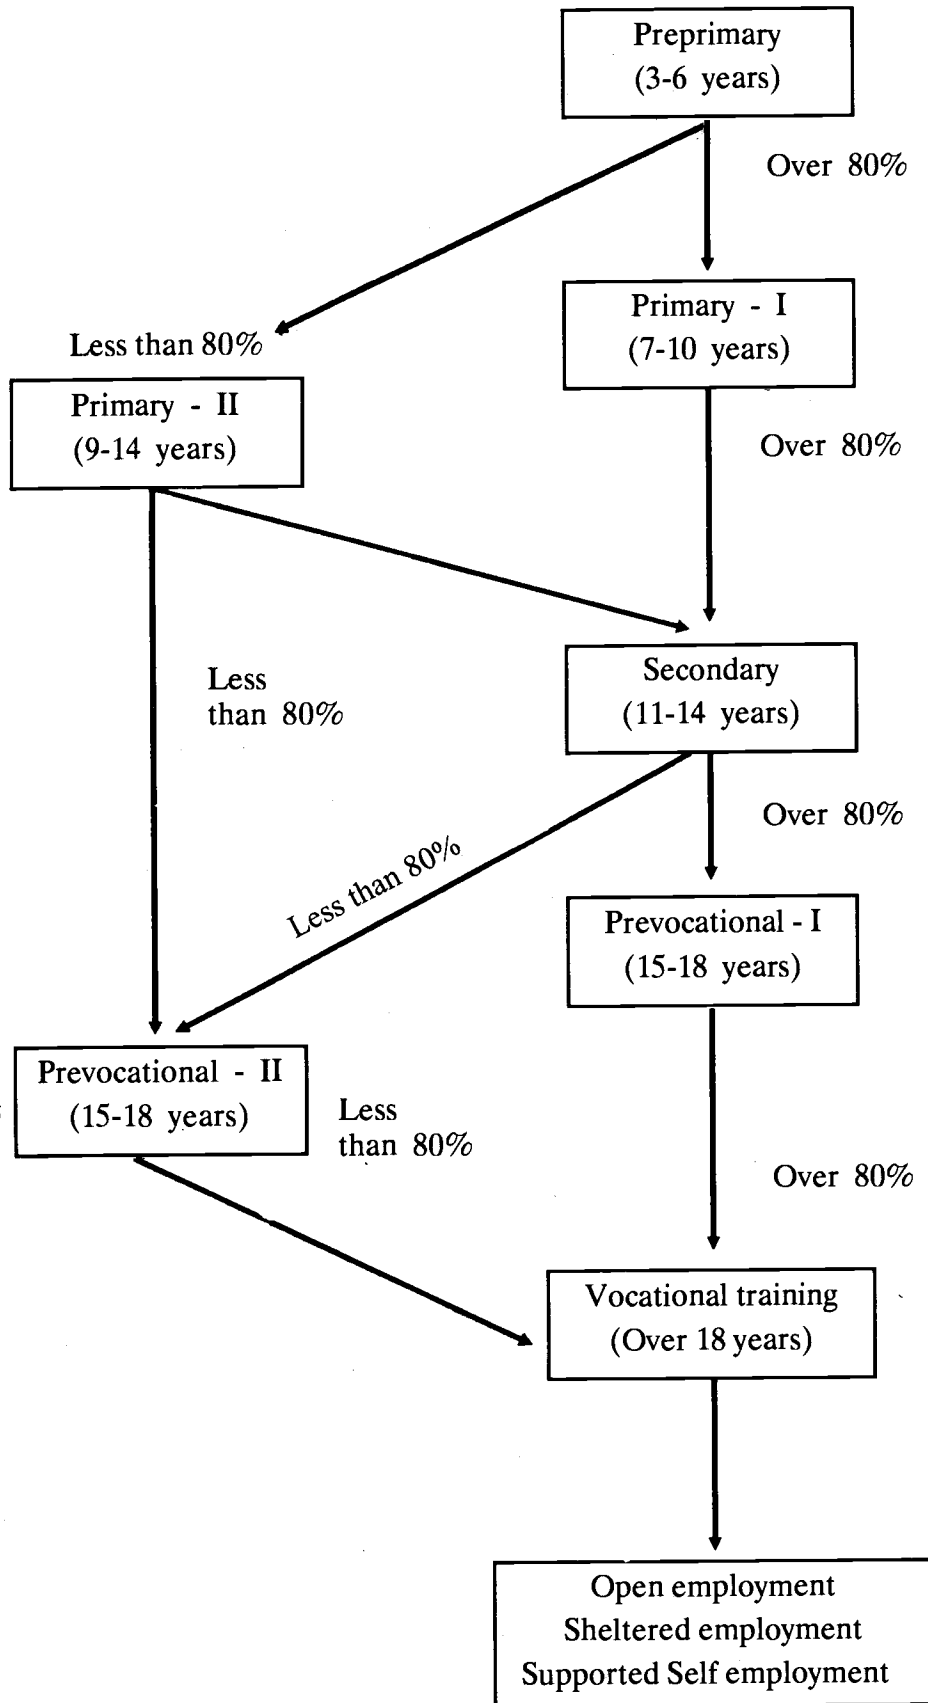 Preprimary
(3-6 years)
Over 80%
Primary - I
(7-10 years)
Less than 80%
Primary - II
(9-14 years)
Over 80%
Secondary
(11-14 years)
Less
than 80%
Over 80%
Less than 80%
Prevocational - I
(15-18 years)
Prevocational - II
(15-18 years)
Less
than 80%
Over 80%
Vocational training
(Over 18 years)
Open employment
Sheltered employment
Supported Self employment